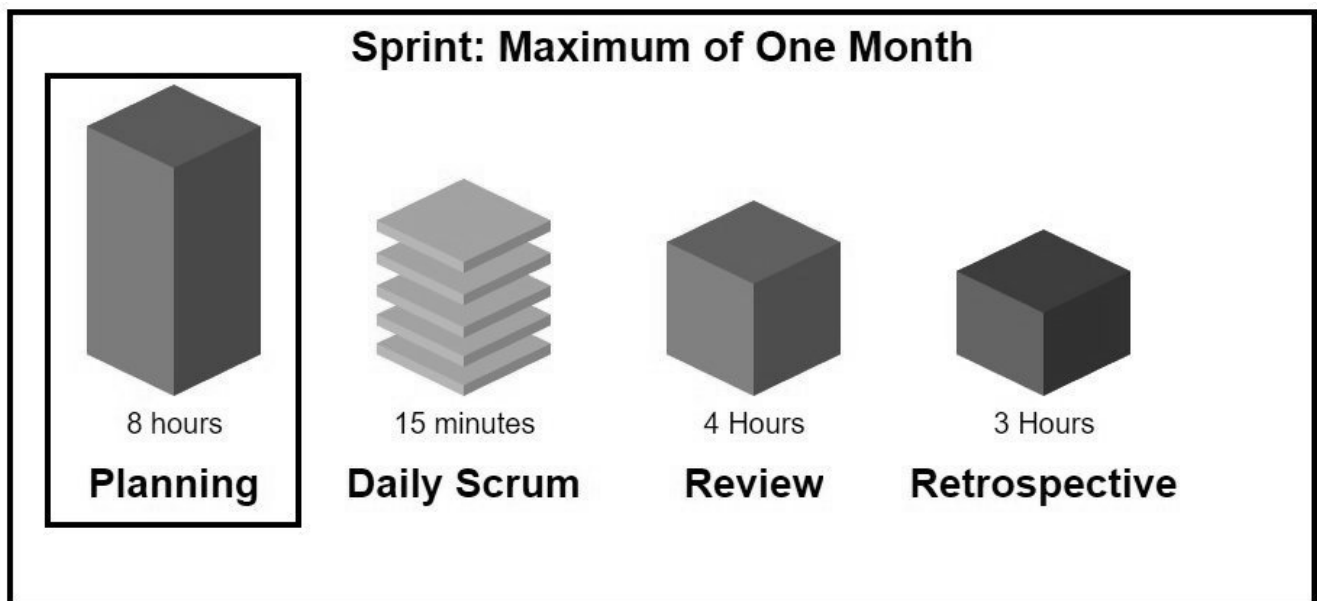 Sprint: Maximum of One Month
8 hours
15 minutes
4 Hours
3 Hours
Planning
Daily Scrum
Review
Retrospective